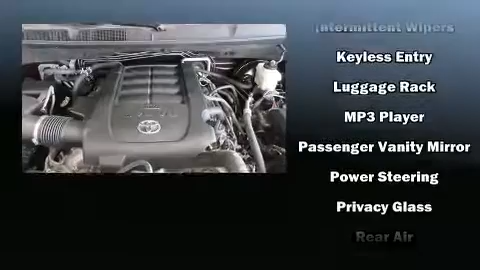 Intermittent Wipers
Keyless Entry
Luggage Rack
MP3 Player
Passenger Vanity Mirror
Power Steering
Privacy Glass
Rear Air